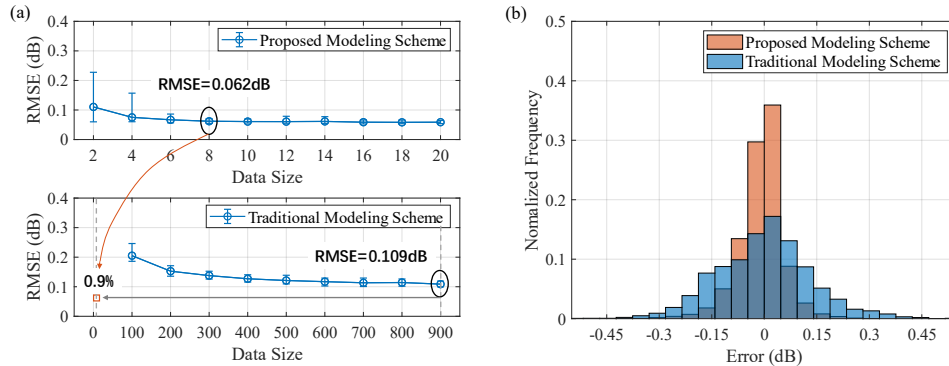 (a)
0.4
0.3
0.2
0.1
0
RMSE (dB)
Proposed Modeling Scheme
RMSE=0.062dB
2 4 6 8 10 12 14 16 18 20
Data Size
0.4
0.3
0.2
0.1
0
RMSE (dB)
Traditional Modeling Scheme
RMSE=0.109dB
0.9%
0 100 200 300 400 500 600 700 800 900
Data Size
(b)
0.5
0.4
0.3
0.2
0.1
0
Nomalized Frequency
Proposed Modeling Scheme
Traditional Modeling Scheme
-0.45 -0.3 -0.15 0 0.15 0.3 0.45
Error (dB)